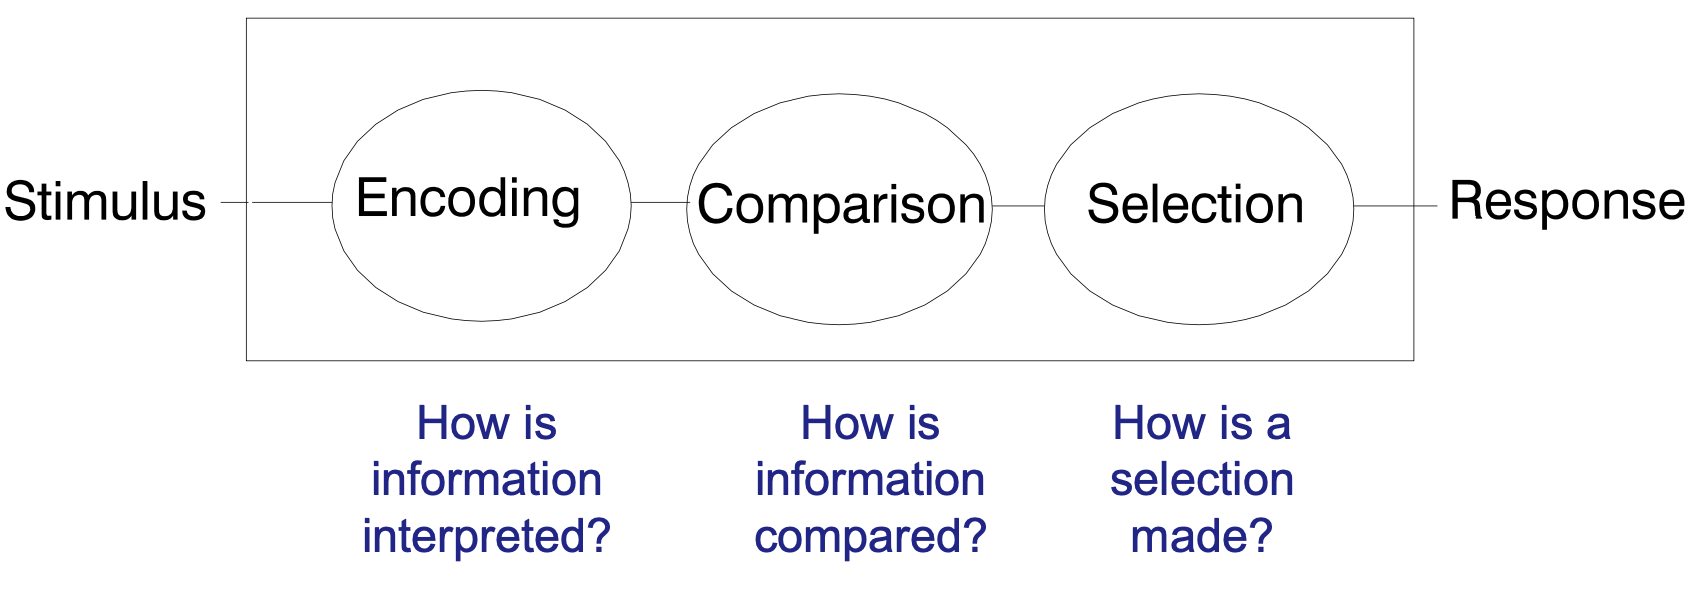 Stimulus
Encoding
Comparison
Selection
Response
How is
information
interpreted?
How is
information
compared?
How is a
selection
made?